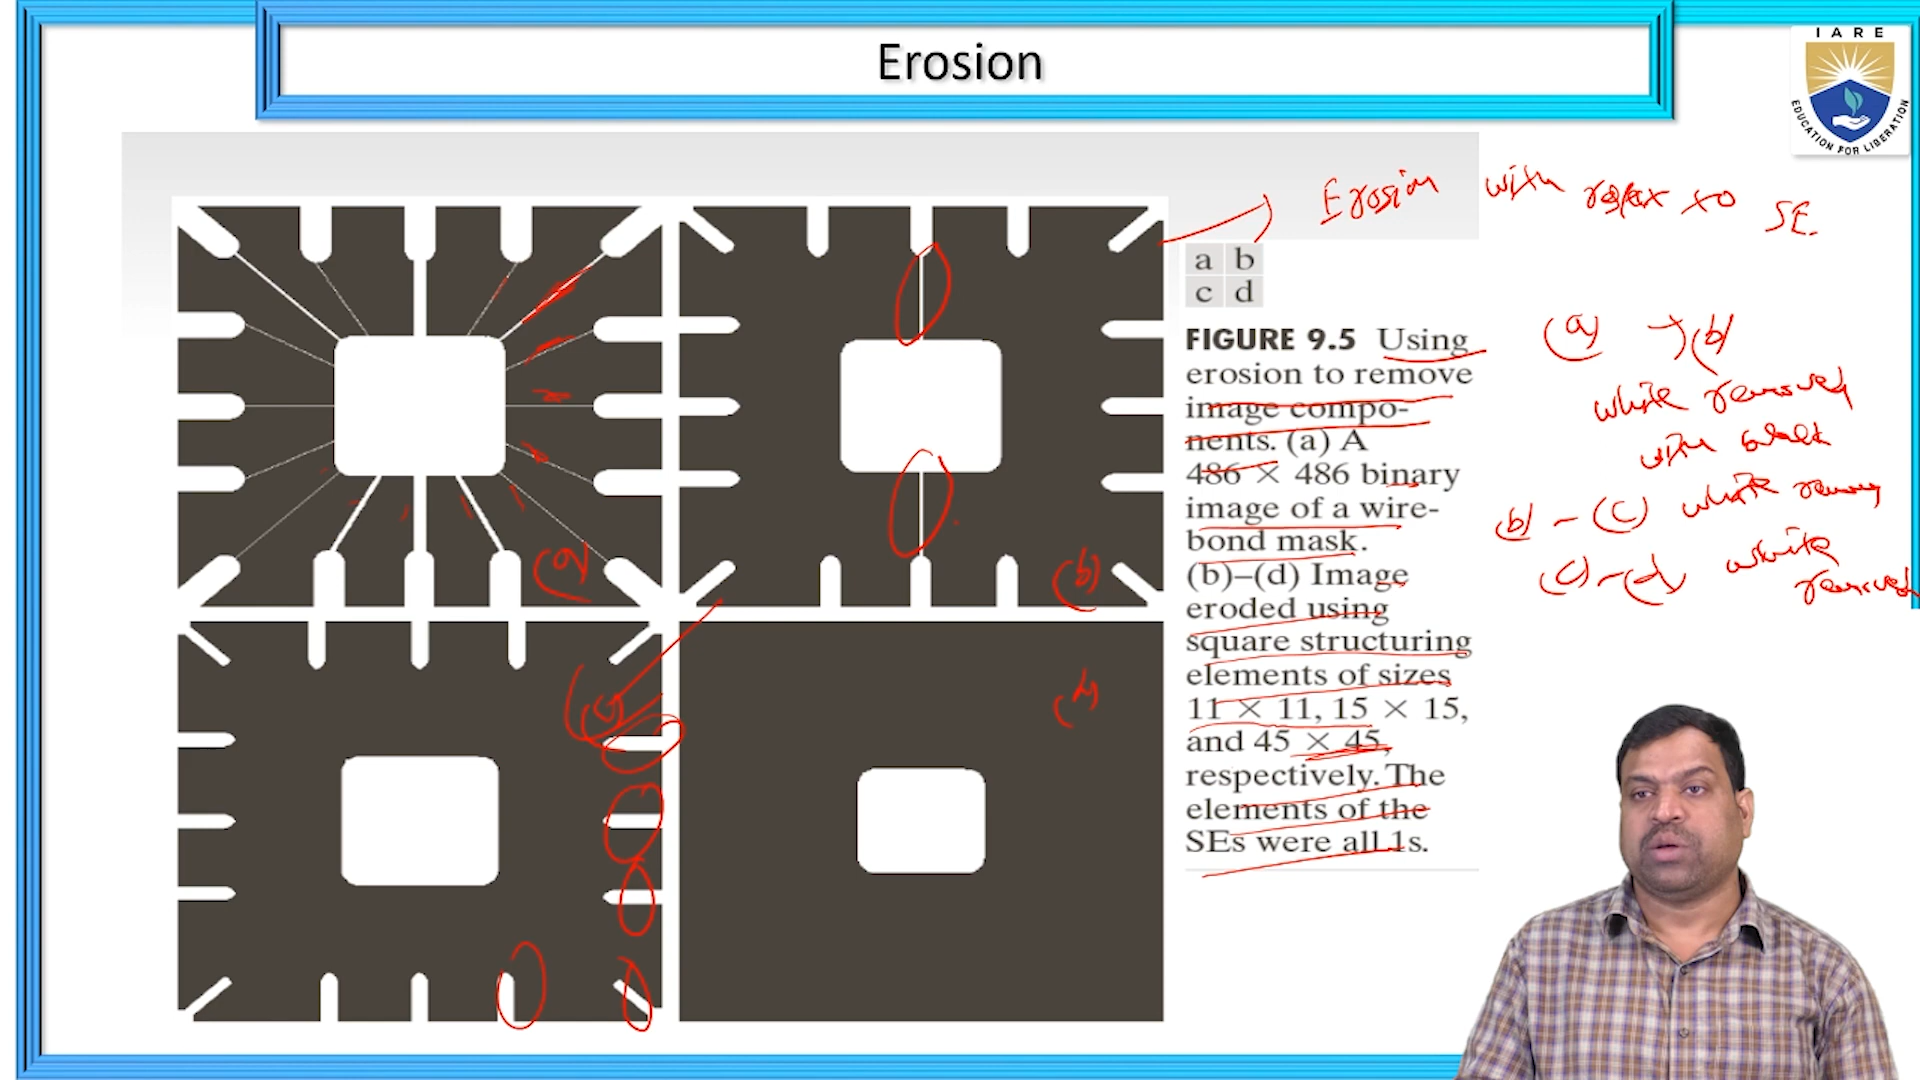 Erosion
I A R E
EDUCATION FOR LIBERATION
Erosion with respect to SE
a b
c d
FIGURE 9.5 Using
erosion to remove
image compo-
nents. (a) A
486 × 486 binary
image of a wire-
bond mask.
(b)–(d) Image
eroded using
square structuring
elements of sizes
11 × 11, 15 × 15,
and 45 × 45,
respectively. The
elements of the
SEs were all 1s.
(a) → (b)
white removed
with
(b) – (c) white
(c) – (d) white
removed
(a)
(b)
(c)
(d)